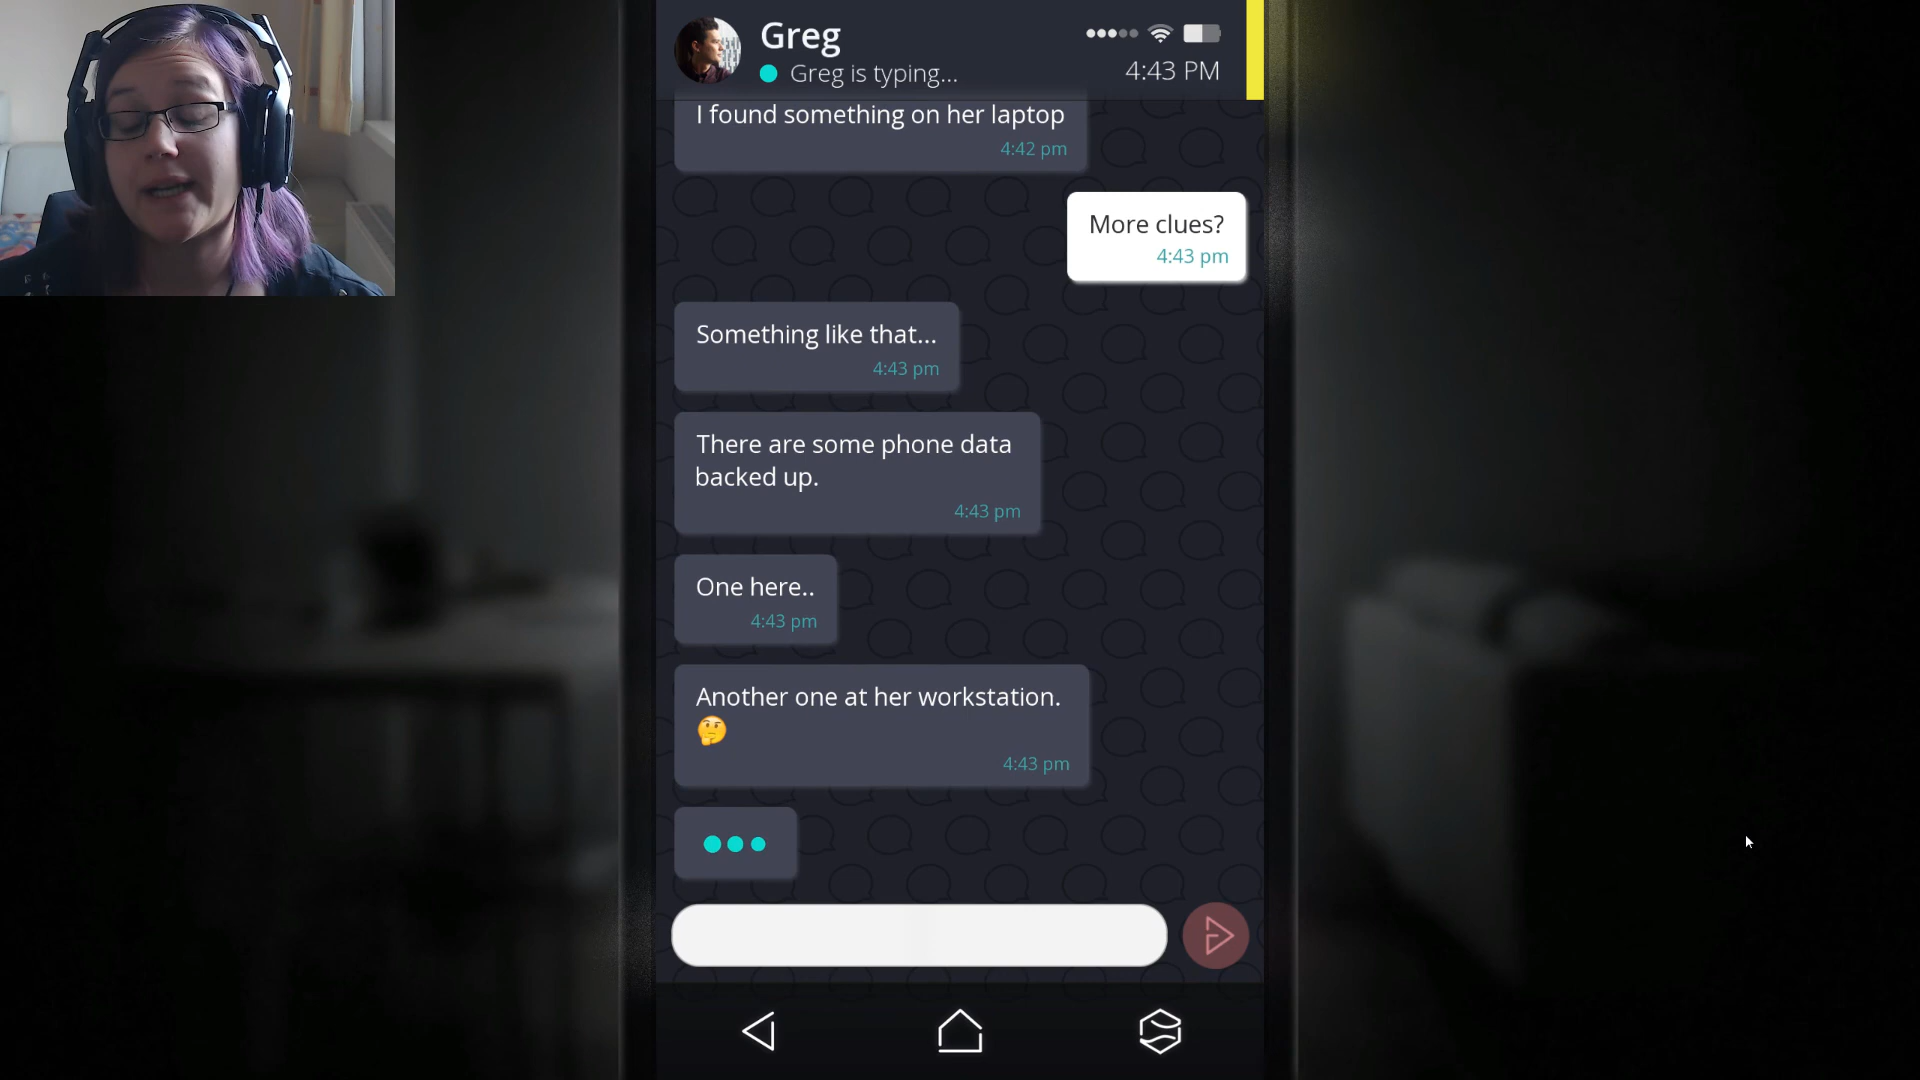 Greg
Greg is typing...
4:43 PM
I found something on her laptop
4:42 pm
More clues?
4:43 pm
Something like that...
4:43 pm
There are some phone data
backed up.
4:43 pm
One here..
4:43 pm
Another one at her workstation.
🤔
4:43 pm